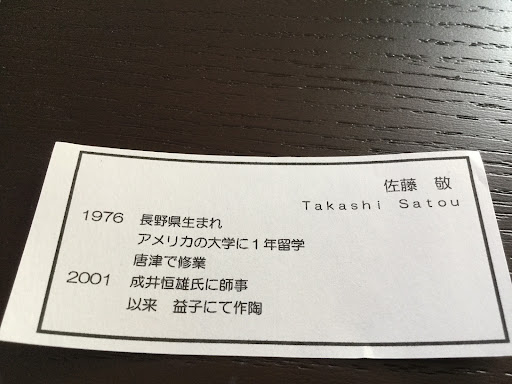 佐藤　敬
Takashi Satou
1976 長野県生まれ
アメリカの大学に1年留学
唐津で修業
2001 成井恒雄氏に師事
以来　益子にて作陶